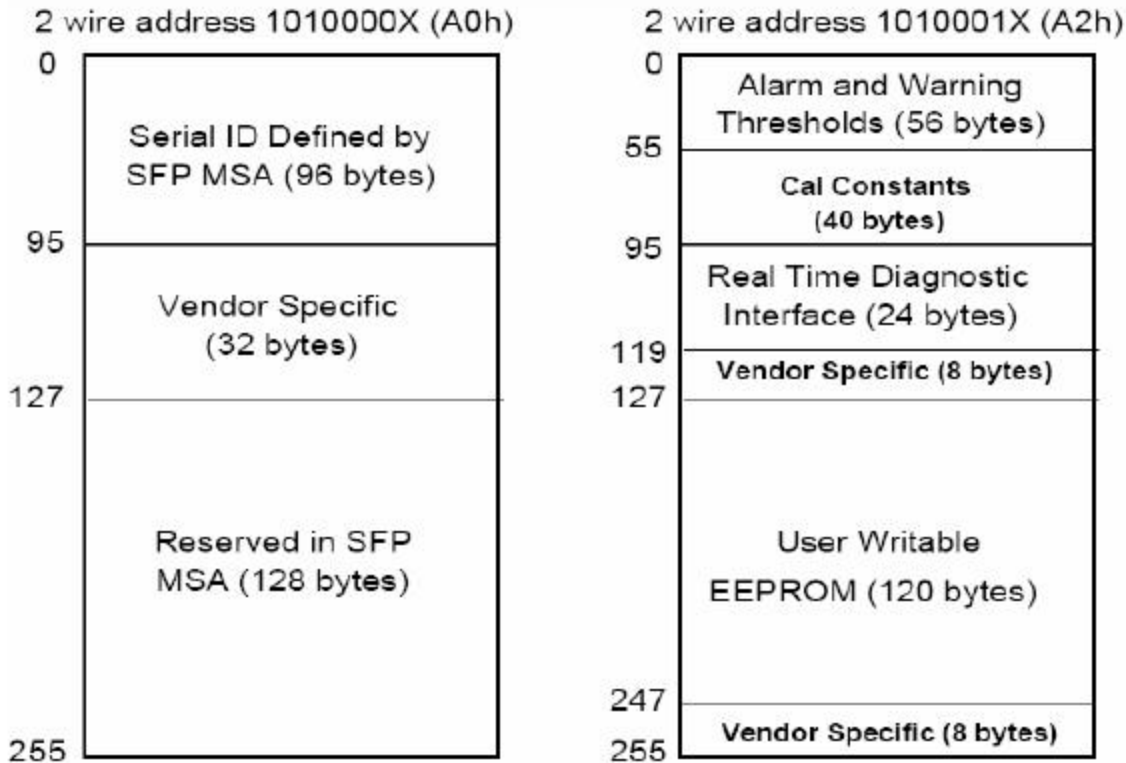 2 wire address 1010000X (A0h)
0
Serial ID Defined by
SFP MSA (96 bytes)
95
Vendor Specific
(32 bytes)
127
Reserved in SFP
MSA (128 bytes)
255
2 wire address 1010001X (A2h)
0
Alarm and Warning
Thresholds (56 bytes)
55
Cal Constants
(40 bytes)
95
Real Time Diagnostic
Interface (24 bytes)
119
Vendor Specific (8 bytes)
127
User Writable
EEPROM (120 bytes)
247
Vendor Specific (8 bytes)
255